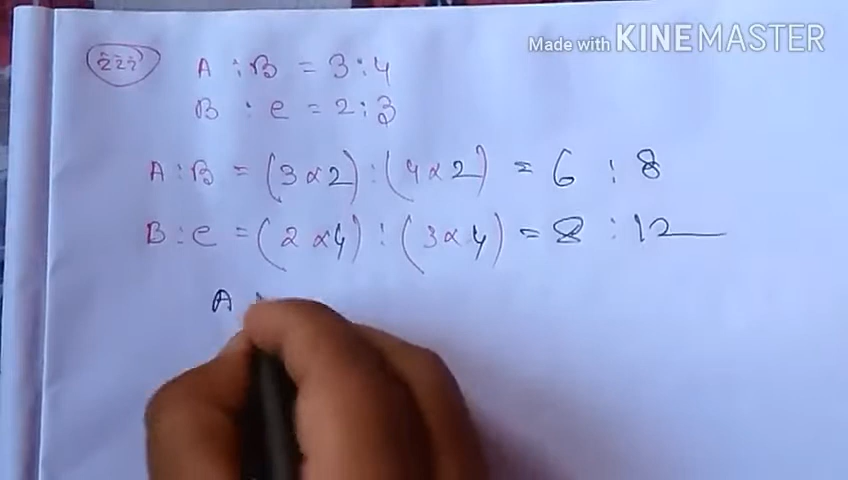 Made with KINEMASTER
A : B = 3 : 4
B : C = 2 : 3
A : B = (3 × 2) : (4 × 2) = 6 : 8
B : C = (2 × 4) : (3 × 4) = 8 : 12
A